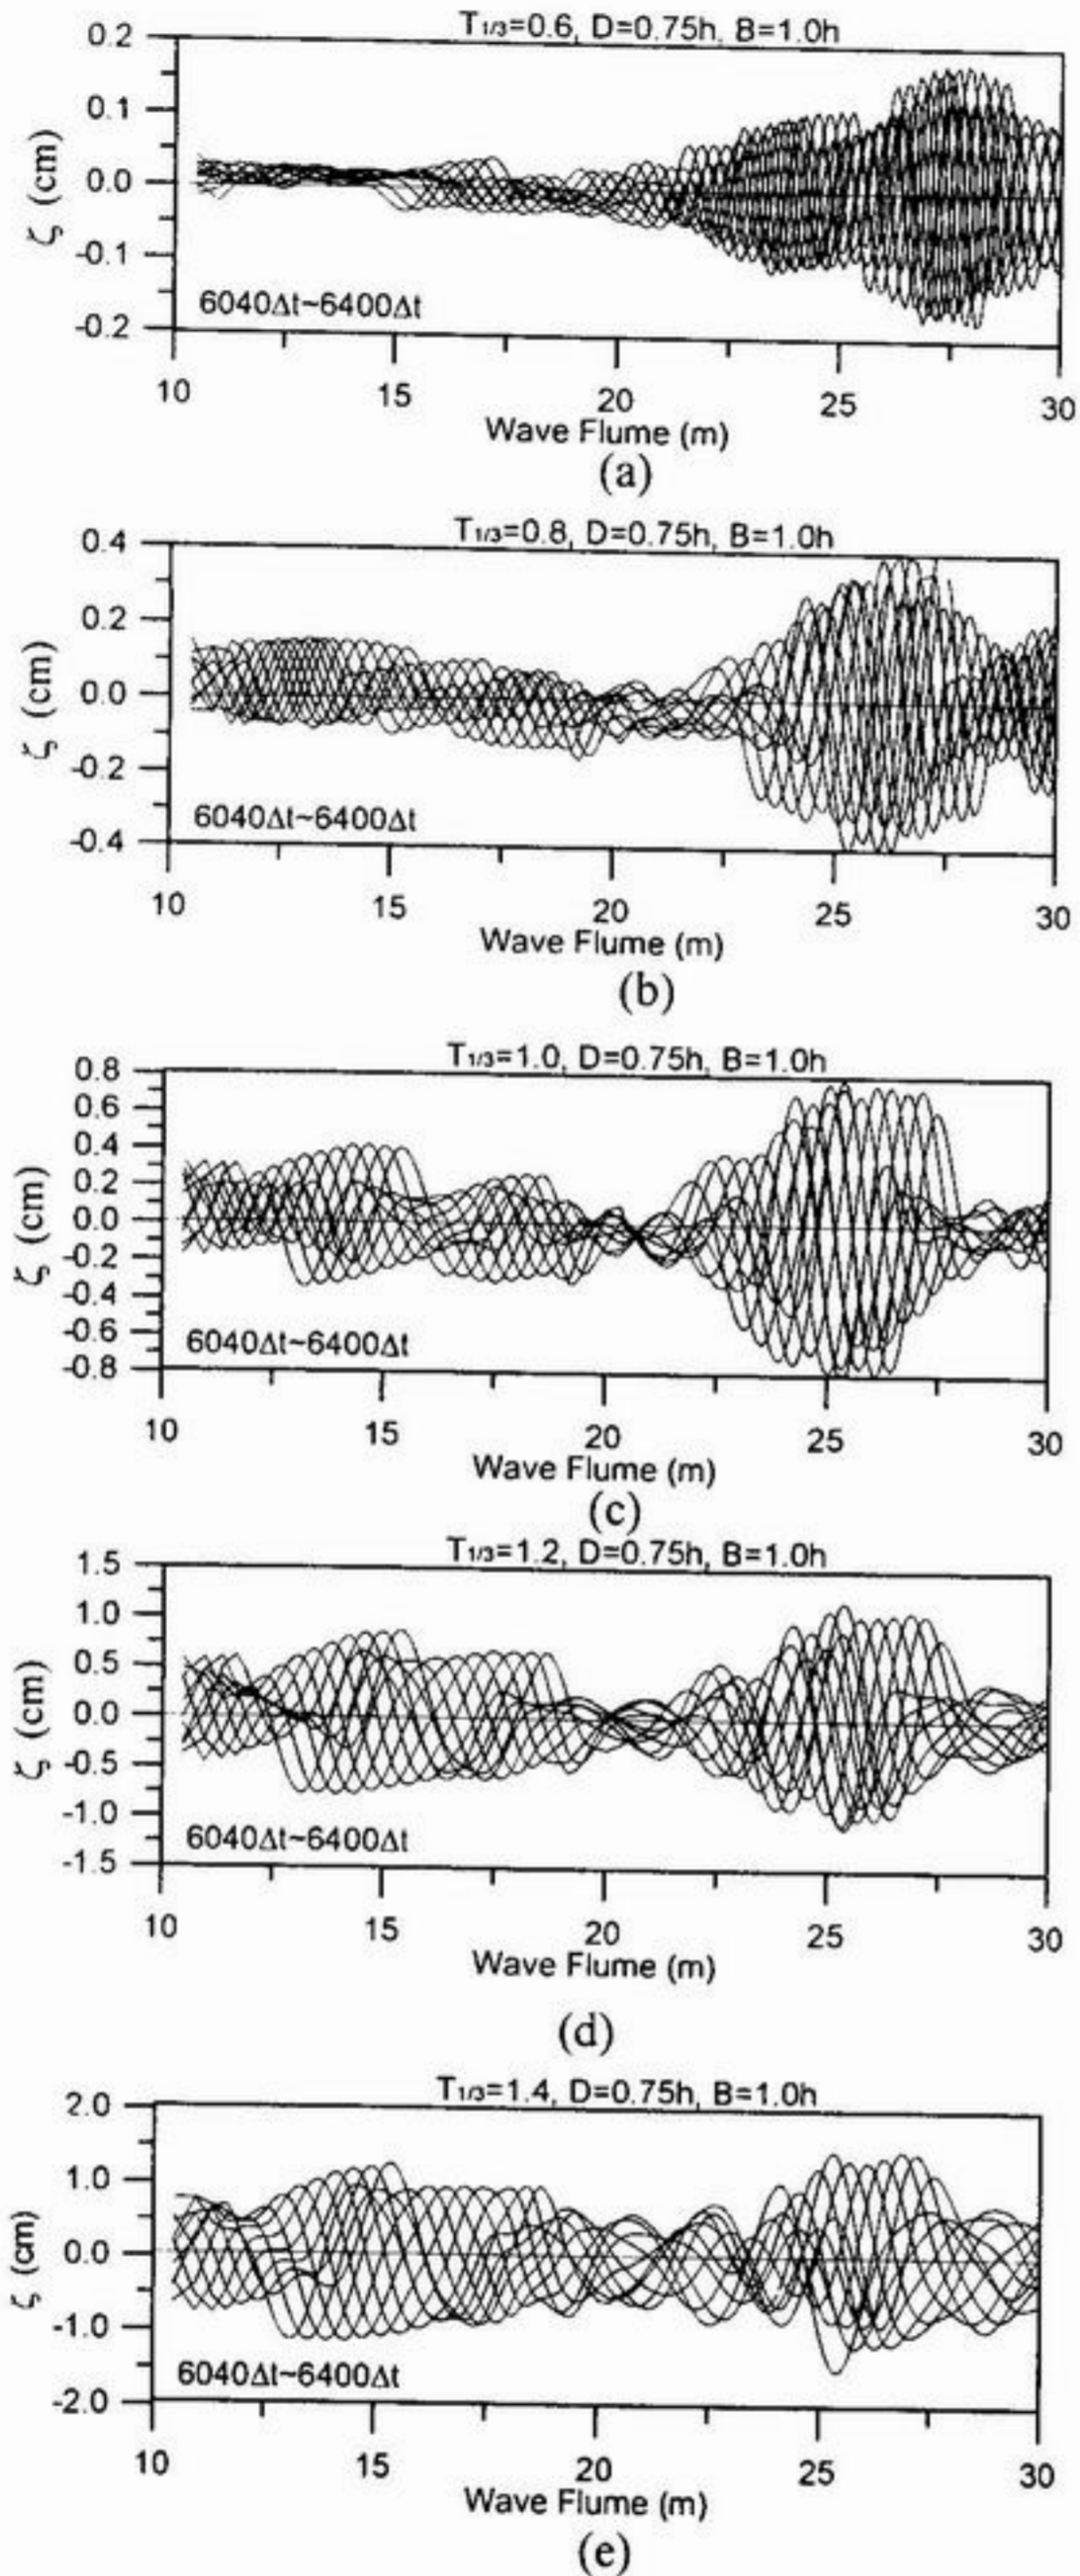 T1/3=0.6, D=0.75h, B=1.0h
0.2
0.1
0.0
-0.1
-0.2
ζ (cm)
6040Δt~6400Δt
10 15 20 25 30
Wave Flume (m)
(a)
T1/3=0.8, D=0.75h, B=1.0h
0.4
0.2
0.0
-0.2
-0.4
ζ (cm)
6040Δt~6400Δt
10 15 20 25 30
Wave Flume (m)
(b)
T1/3=1.0, D=0.75h, B=1.0h
0.8
0.6
0.4
0.2
0.0
-0.2
-0.4
-0.6
-0.8
ζ (cm)
6040Δt~6400Δt
10 15 20 25 30
Wave Flume (m)
(c)
T1/3=1.2, D=0.75h, B=1.0h
1.5
1.0
0.5
0.0
-0.5
-1.0
-1.5
ζ (cm)
6040Δt~6400Δt
10 15 20 25 30
Wave Flume (m)
(d)
T1/3=1.4, D=0.75h, B=1.0h
2.0
1.0
0.0
-1.0
-2.0
ζ (cm)
6040Δt~6400Δt
10 15 20 25 30
Wave Flume (m)
(e)